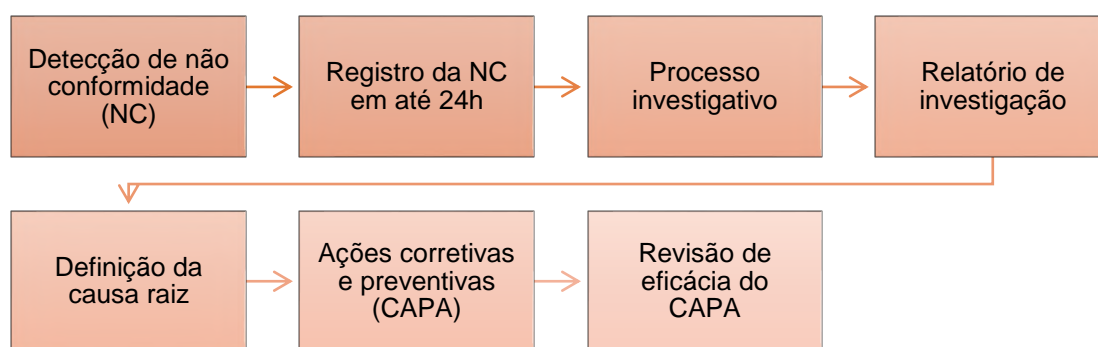 Detecção de não
conformidade
(NC)
Registro da NC
em até 24h
Processo
investigativo
Relatório de
investigação
Definição da
causa raiz
Ações corretivas
e preventivas
(CAPA)
Revisão de
eficácia do
CAPA